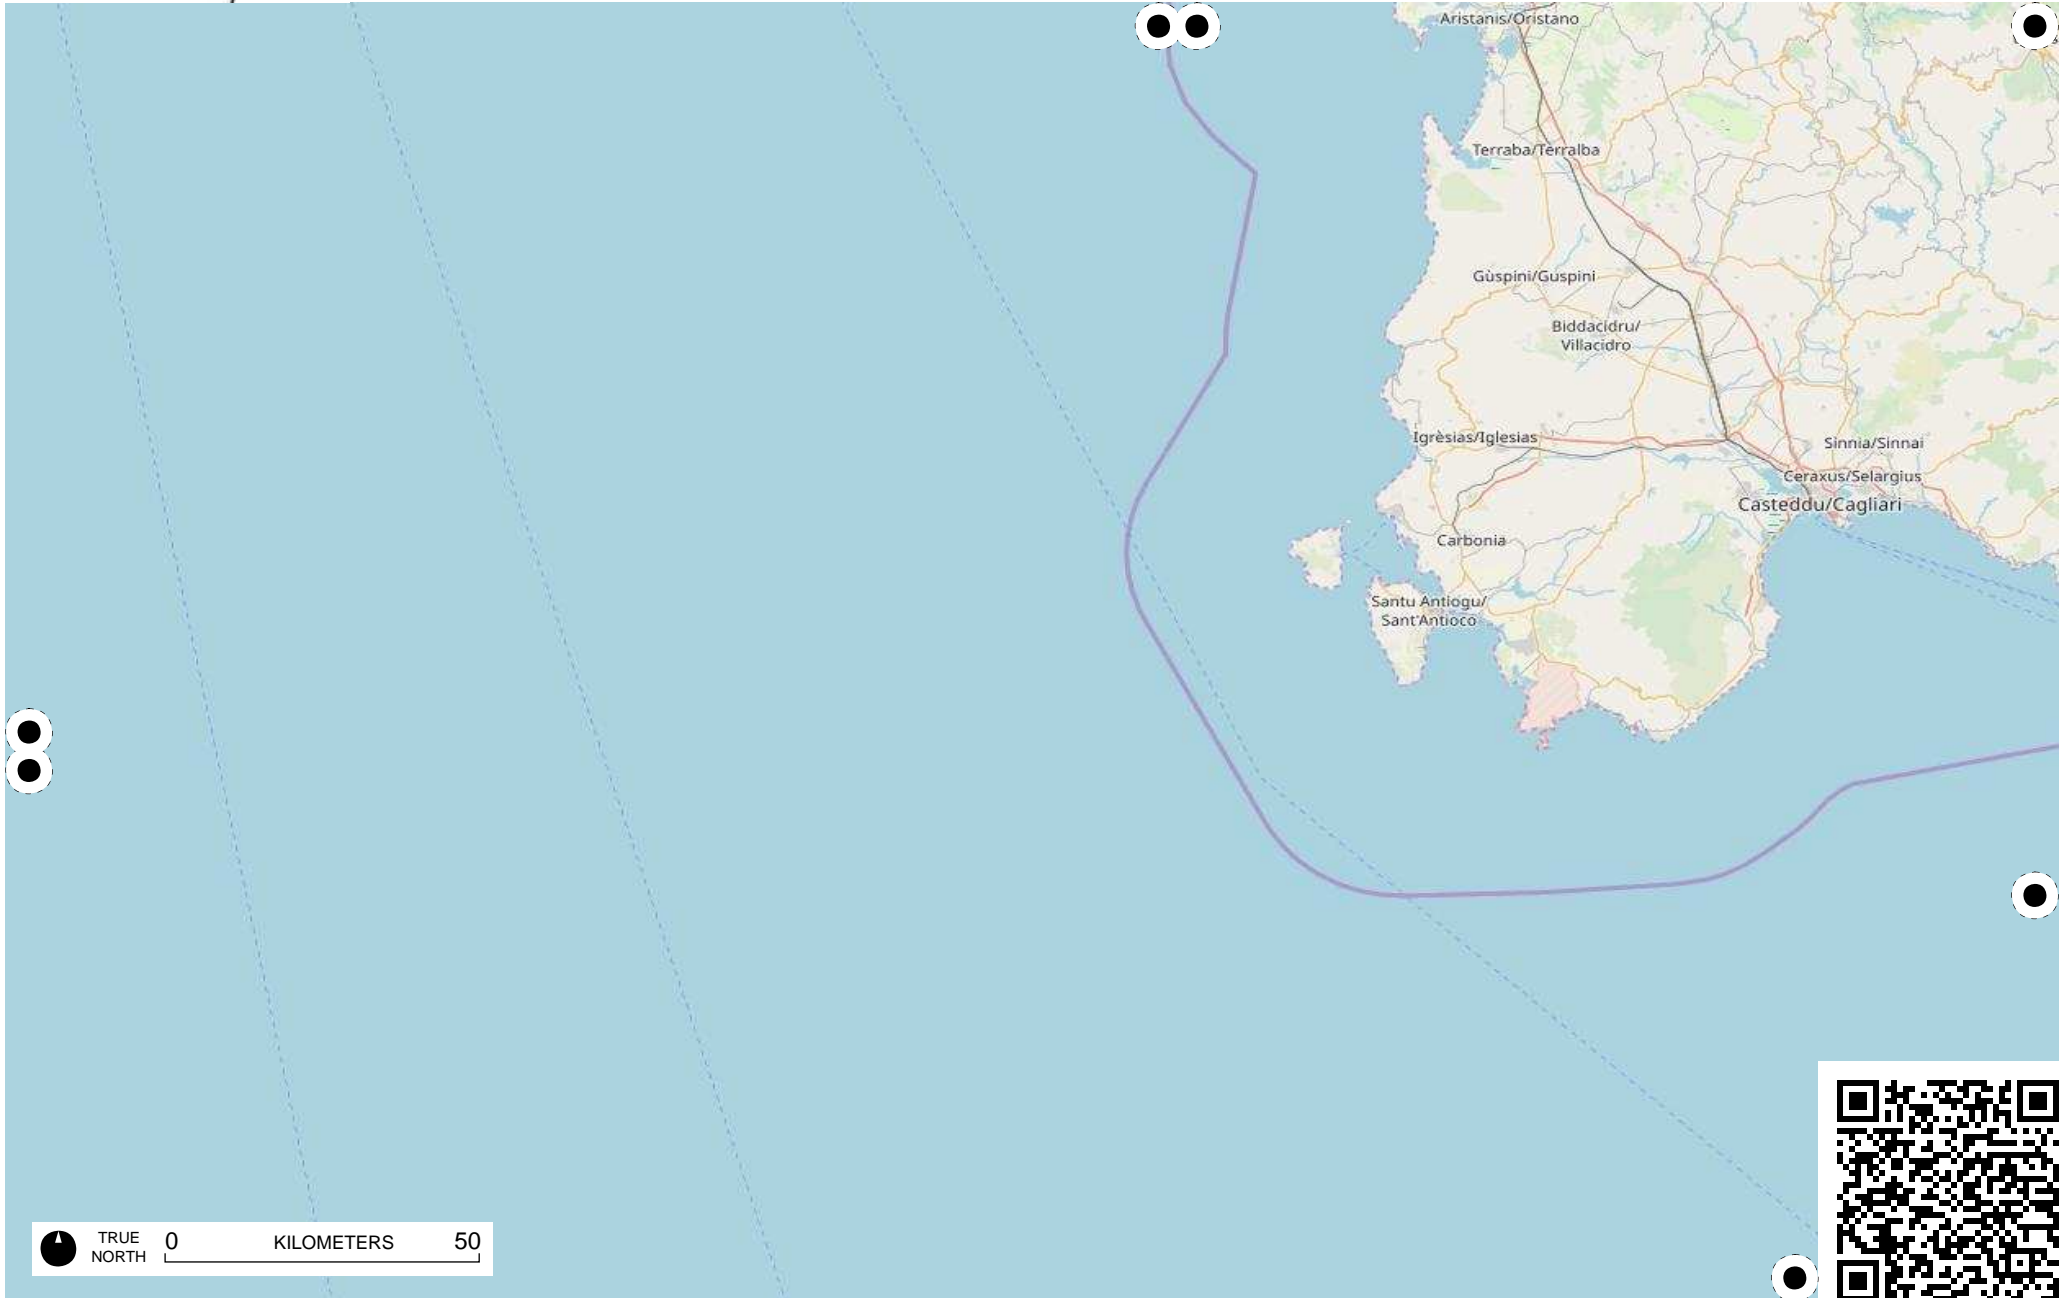 Aristanis/Oristano
Terraba/Terralba
Gùspini/Guspini
Biddacidru/
Villacidro
Igrèsias/Iglesias
Sinnia/Sinnai
Ceraxus/Selargius
Casteddu/Cagliari
Carbonia
Santu Antiogu/
Sant'Antioco
TRUE
NORTH
0 KILOMETERS 50